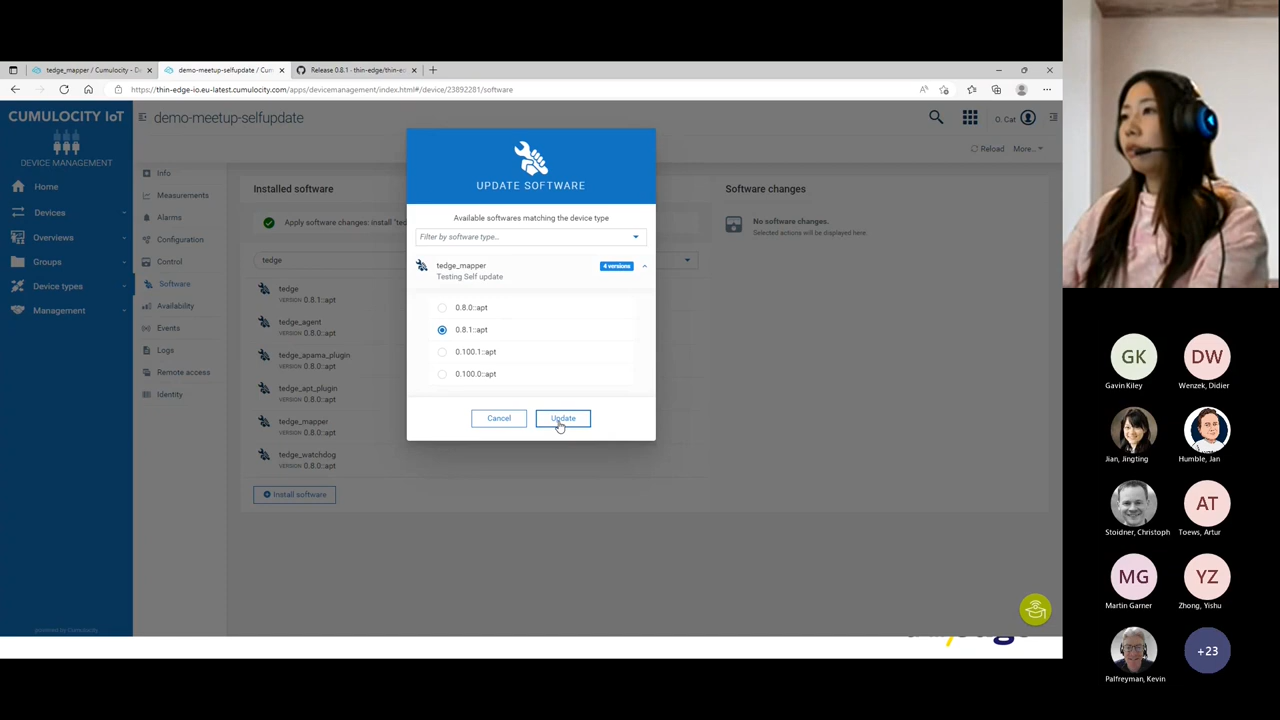 tedge_mapper / Cumulocity - D
demo-meetup-selfupdate / Cum
Release 0.8.1 · thin-edge/thin-e
https://thin-edge-io.eu-latest.cumulocity.com/apps/devicemanagement/index.html#/device/23892281/software
CUMULOCITY IoT
DEVICE MANAGEMENT
Home
Devices
Overviews
Groups
Device types
Management
powered by Cumulocity
demo-meetup-selfupdate
O. Cat
Reload
More...
Info
Measurements
Alarms
Configuration
Control
Software
Availability
Events
Logs
Remote access
Identity
Installed software
Apply software changes: install "ted
tedge
tedge
VERSION 0.8.1::apt
tedge_agent
VERSION 0.8.0::apt
tedge_apama_plugin
VERSION 0.8.0::apt
tedge_apt_plugin
VERSION 0.8.0::apt
tedge_mapper
VERSION 0.8.0::apt
tedge_watchdog
VERSION 0.8.0::apt
Install software
UPDATE SOFTWARE
Available softwares matching the device type
Filter by software type...
tedge_mapper
Testing Self update
4 versions
0.8.0::apt
0.8.1::apt
0.100.1::apt
0.100.0::apt
Cancel
Update
Software changes
No software changes.
Selected actions will be displayed here.
GK
Gavin Kiley
DW
Wenzek, Didier
Jian, Jingting
Humble, Jan
Stoidner, Christoph
AT
Toews, Artur
MG
Martin Garner
YZ
Zhong, Yishu
Palfreyman, Kevin
+23